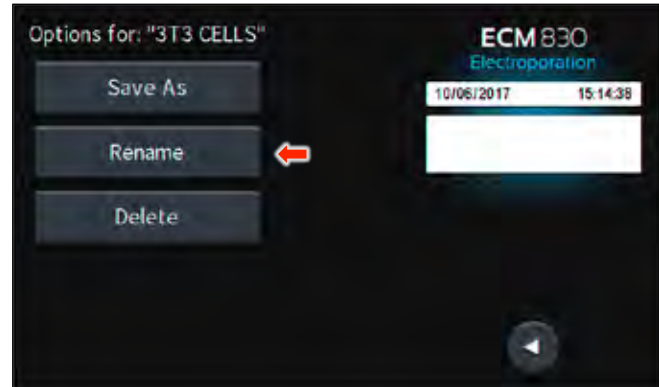 Options for: "3T3 CELLS"
Save As
Rename
Delete
ECM 830
Electroporation
10/06/2017 15:14:38